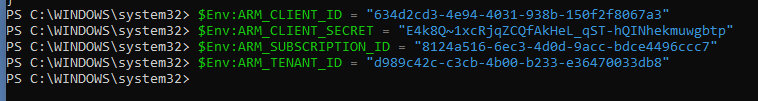 PS C:\WINDOWS\system32> $Env:ARM_CLIENT_ID = "634d2cd3-4e94-4031-938b-150f2f8067a3"
PS C:\WINDOWS\system32> $Env:ARM_CLIENT_SECRET = "E4k8Q~1xcRjqZCQfAkHeL_qST-hQINhekmuwgbtp"
PS C:\WINDOWS\system32> $Env:ARM_SUBSCRIPTION_ID = "8124a516-6ec3-4d0d-9acc-bdce4496ccc7"
PS C:\WINDOWS\system32> $Env:ARM_TENANT_ID = "d989c42c-c3cb-4b00-b233-e36470033db8"
PS C:\WINDOWS\system32>